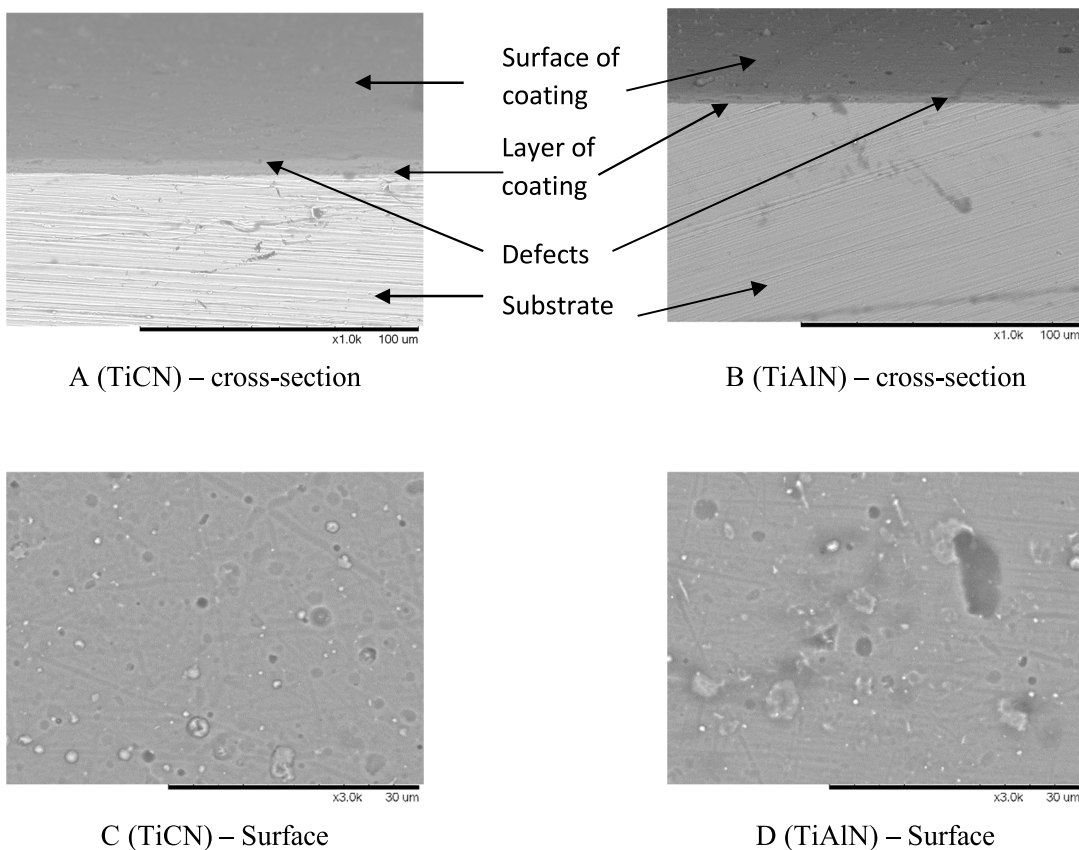 Surface of
coating
Layer of
coating
Defects
Substrate
x1.0k 100 um
x1.0k 100 um
A (TiCN) – cross-section
B (TiAlN) – cross-section
x3.0k 30 um
x3.0k 30 um
C (TiCN) – Surface
D (TiAlN) – Surface